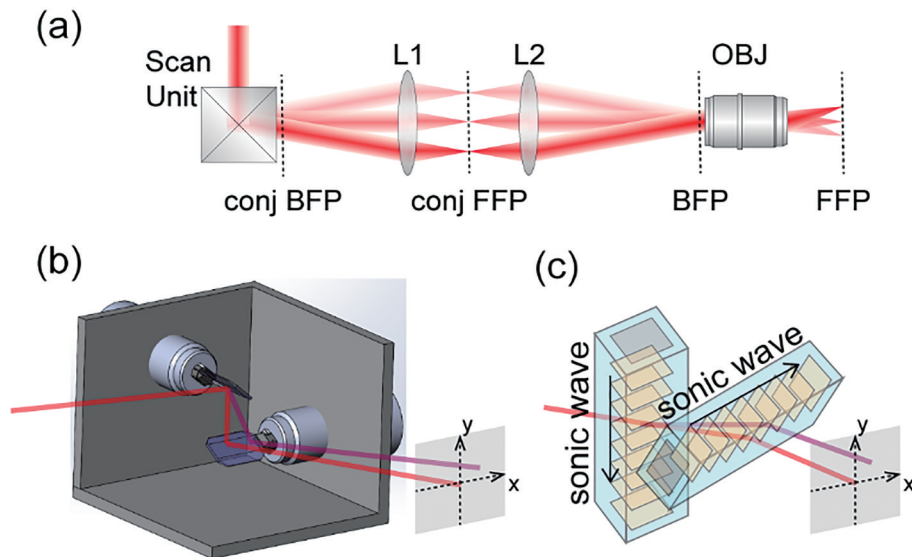 (a)
Scan
Unit
L1
L2
OBJ
conj BFP
conj FFP
BFP
FFP
(b)
y
x
(c)
sonic wave
sonic wave
y
x